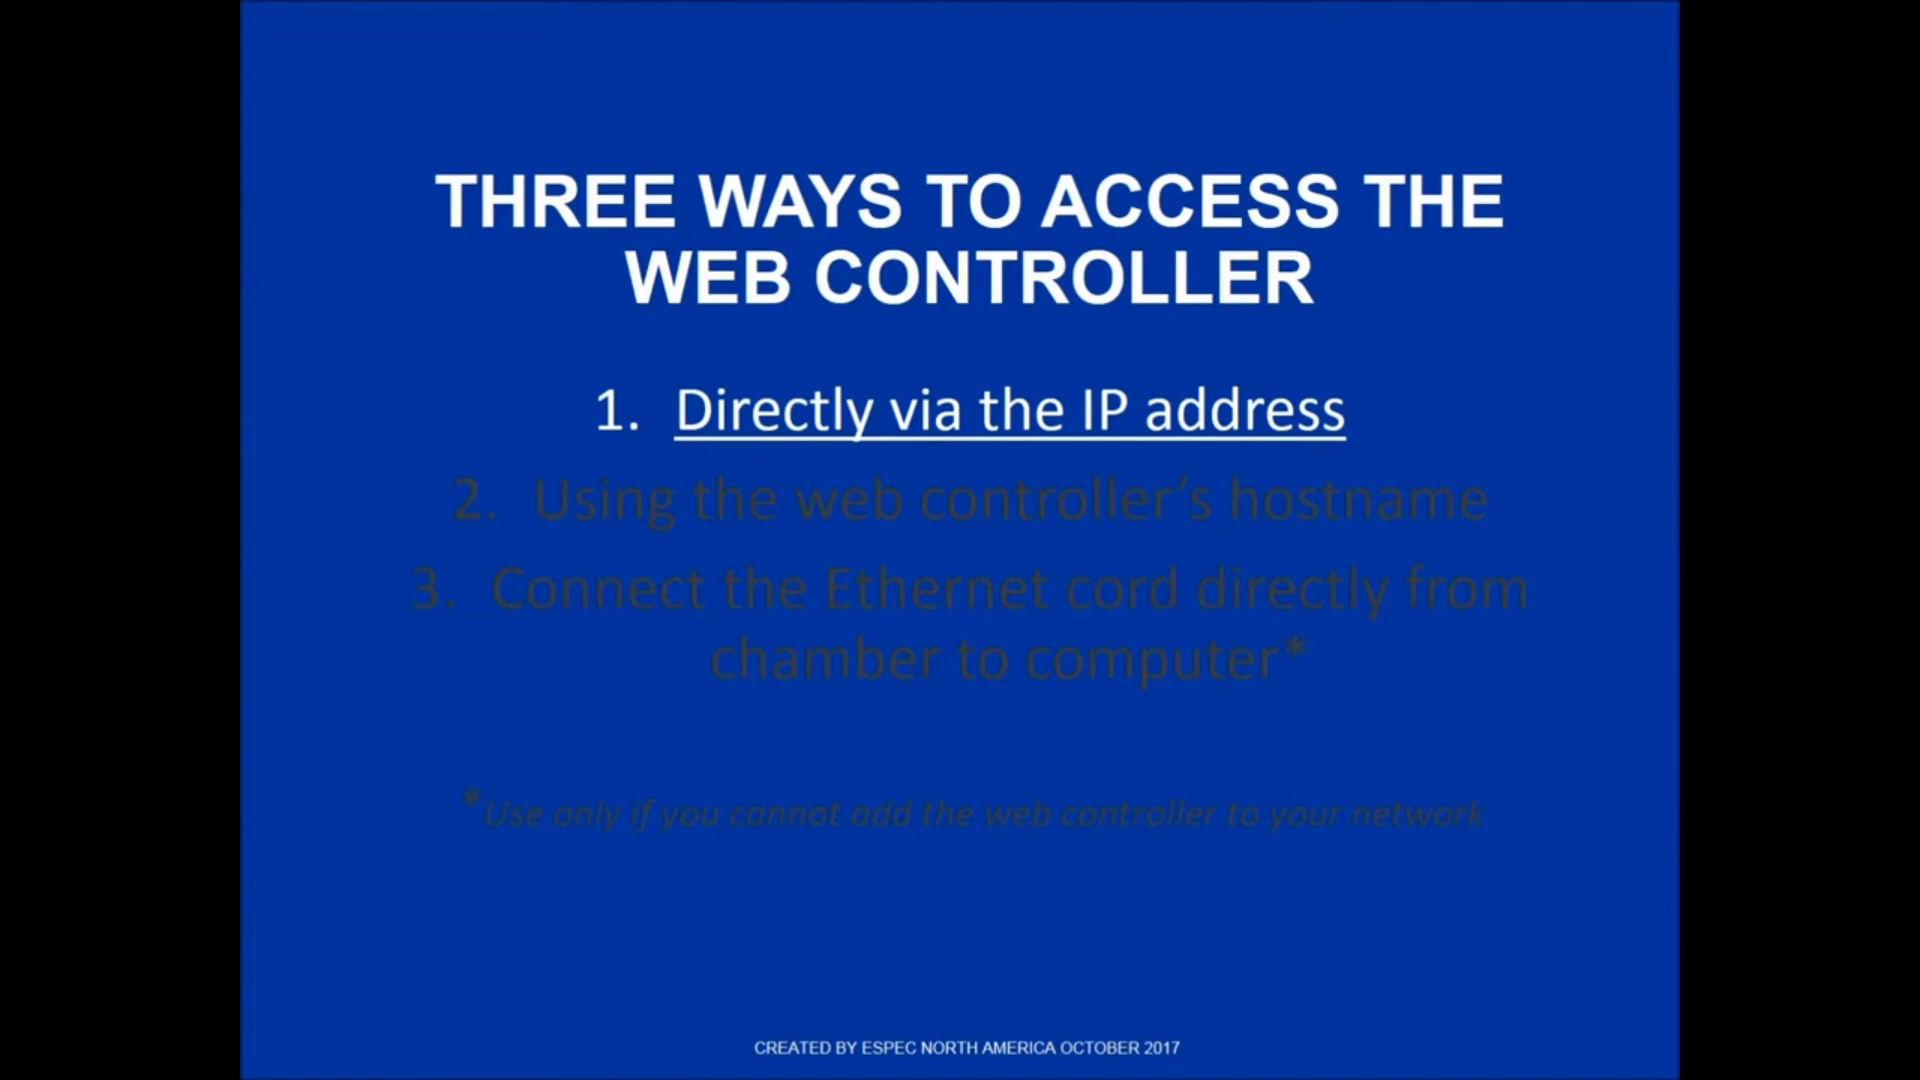 THREE WAYS TO ACCESS THE
WEB CONTROLLER
1. Directly via the IP address
2. Using the web controller’s hostname
3. Connect the Ethernet cord directly from
chamber to computer*
*Use only if you cannot add the web controller to your network
CREATED BY ESPEC NORTH AMERICA OCTOBER 2017